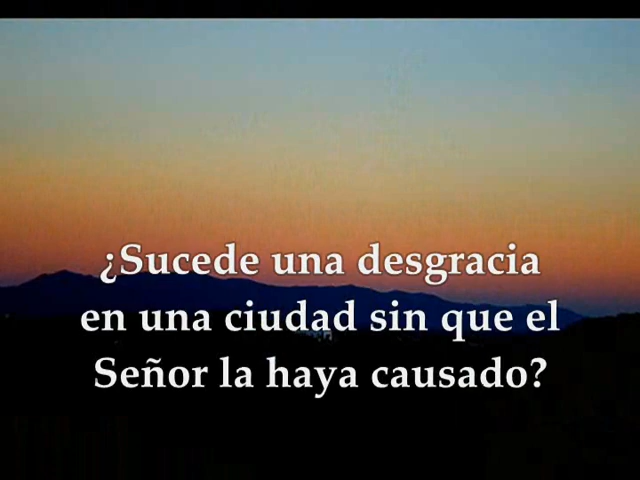 ¿Sucede una desgracia
en una ciudad sin que el
Señor la haya causado?